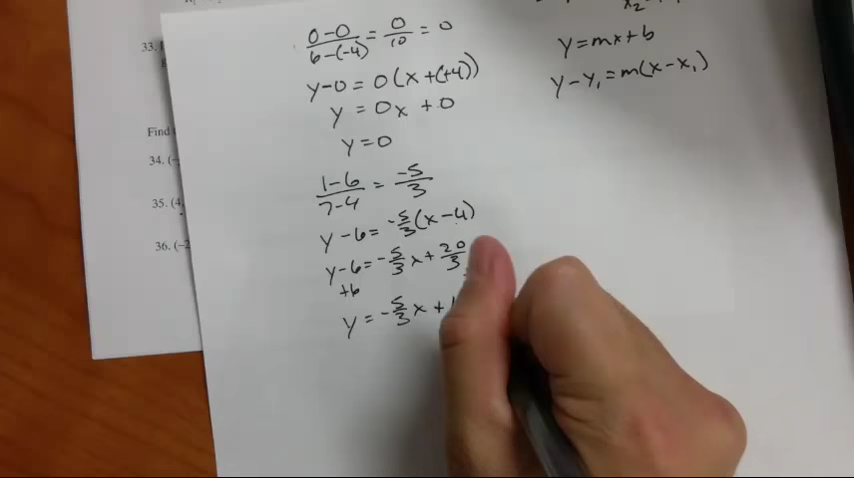 33.
Find
34. (-
35. (4,
36. (-2
(0-0)/(6-(-4)) = 0/10 = 0
y-0 = 0(x+(+4))
y = 0x + 0
y=0
(1-6)/(7-4) = -5/3
y-6 = -5/3(x-4)
y-6 = -5/3x + 20/3
+6
y = -5/3x +
x₂
y=mx+b
y-y₁=m(x-x₁)